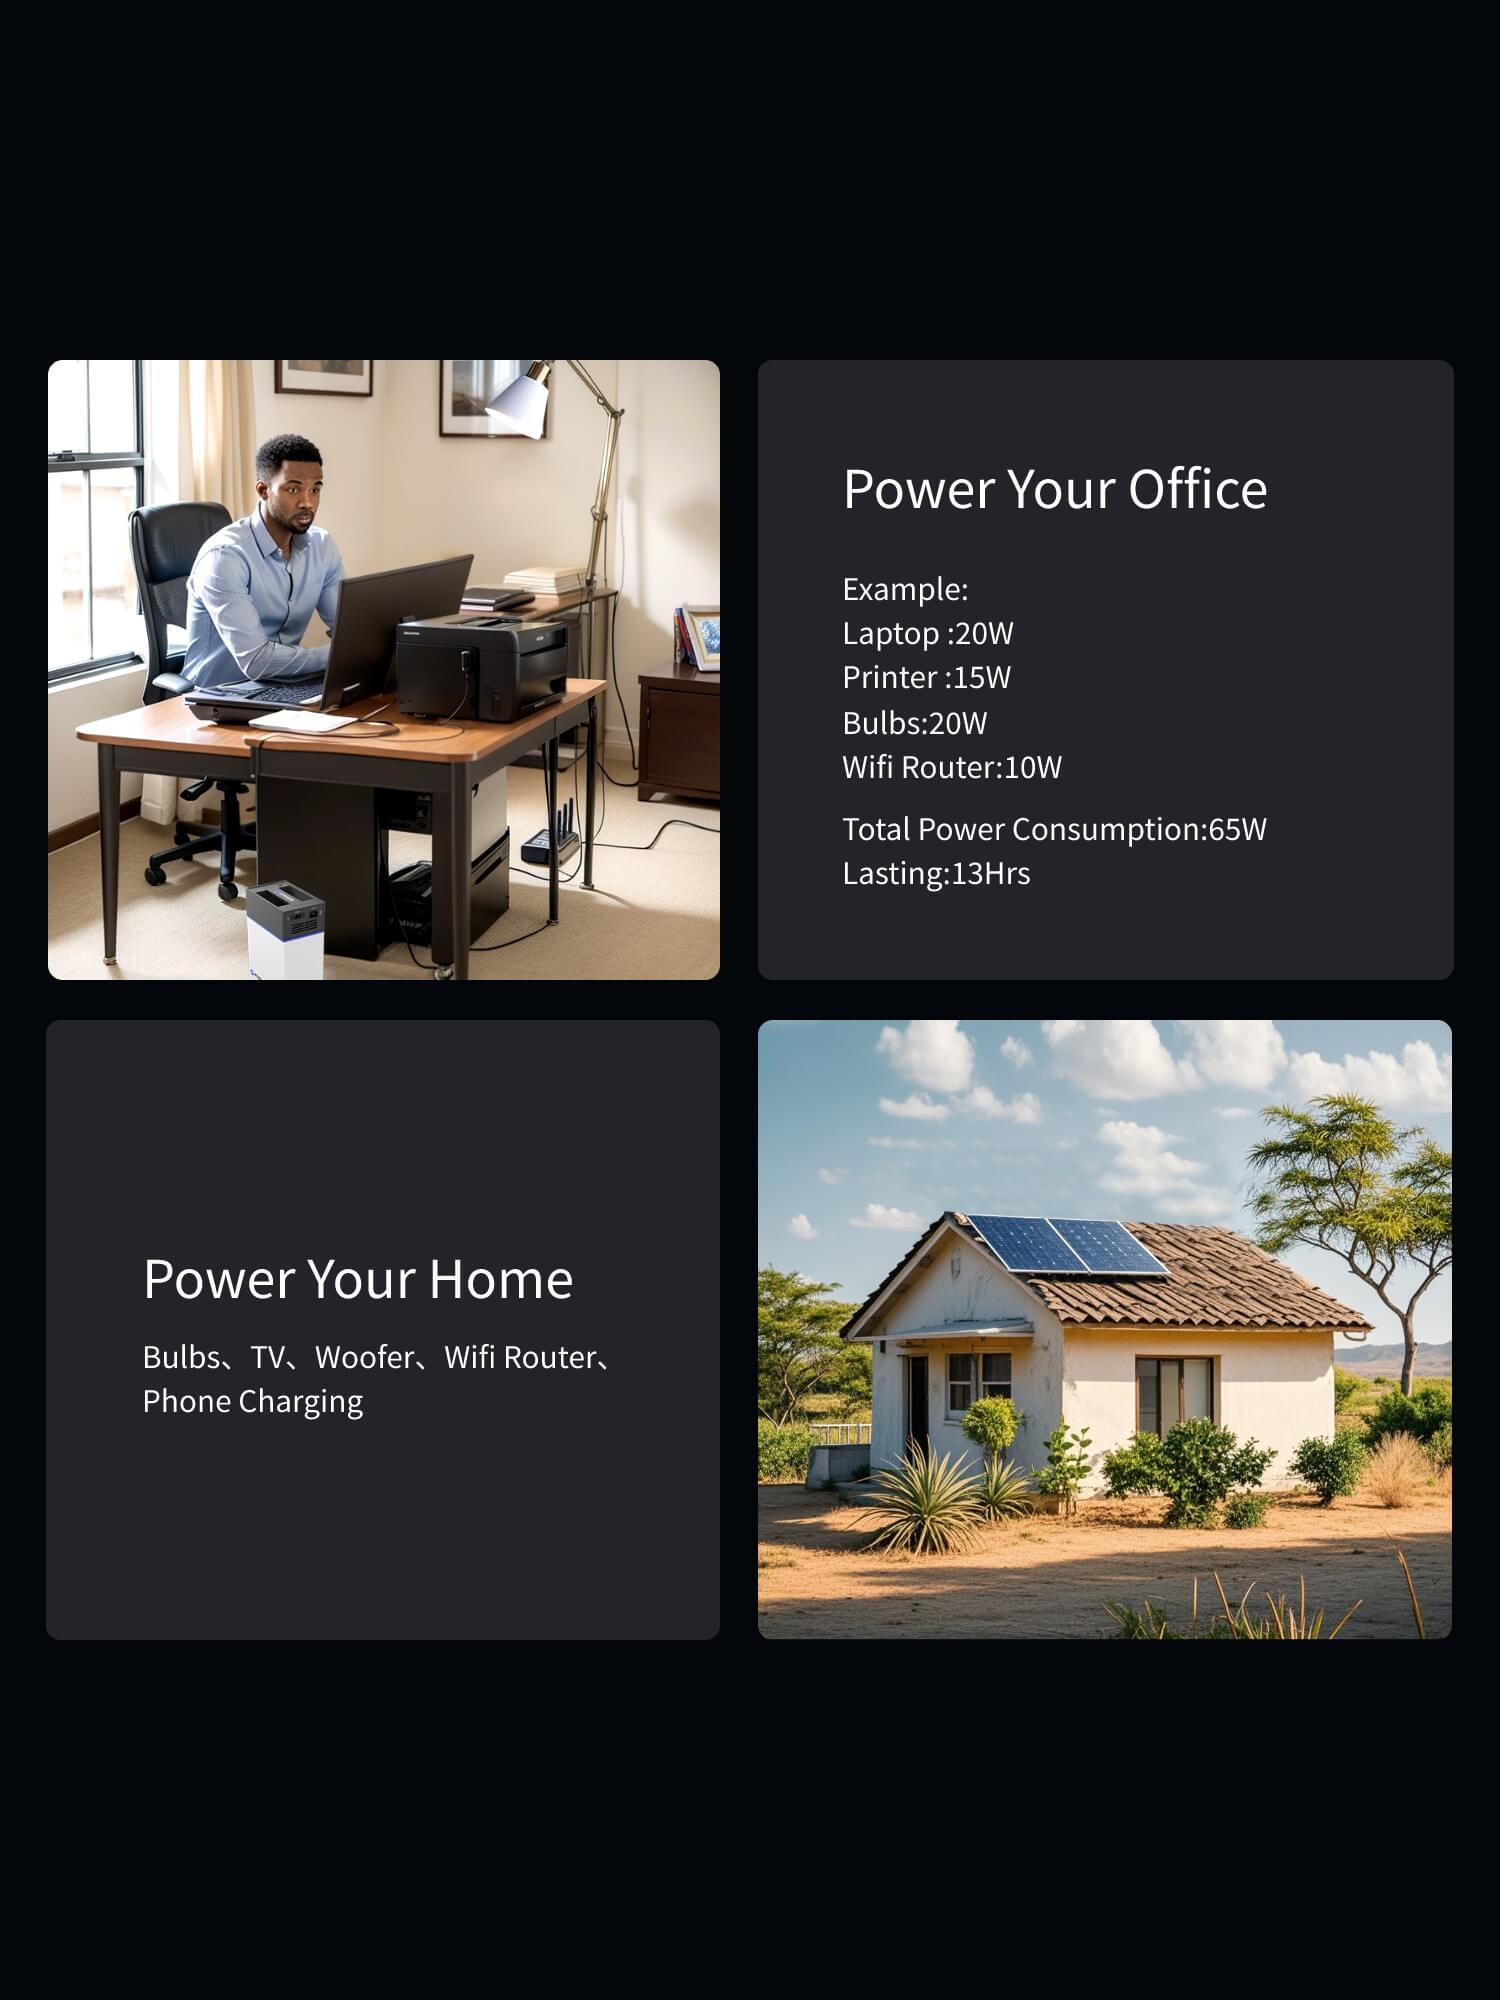 Power Your Office
Example:
Laptop :20W
Printer :15W
Bulbs:20W
Wifi Router:10W
Total Power Consumption:65W
Lasting:13Hrs
Power Your Home
Bulbs、TV、Woofer、Wifi Router、
Phone Charging